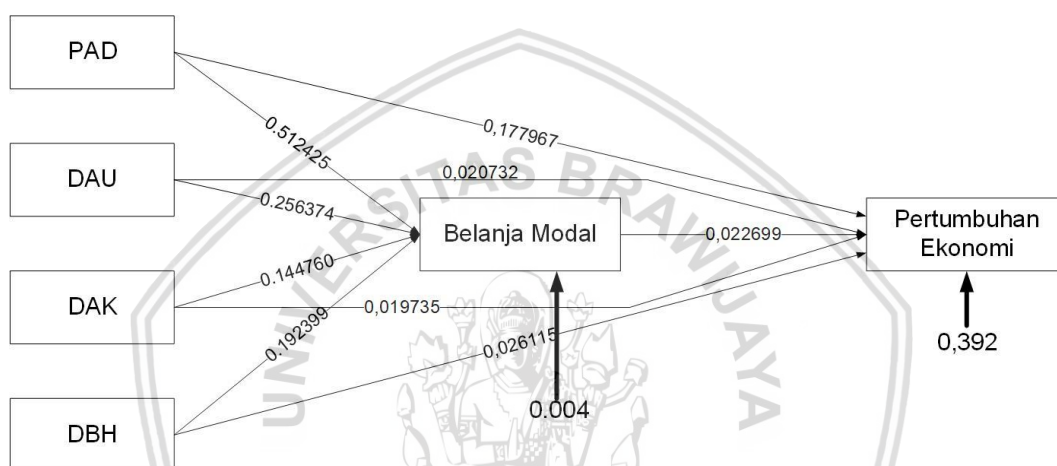 PAD
0.512425
0,177967
DAU
0,020732
0.256374
UNIVERSITAS BRAWIJAYA
Belanja Modal
0,022699
Pertumbuhan
Ekonomi
DAK
0.144760
0,019735
0.192399
0,026115
0.004
0,392
DBH